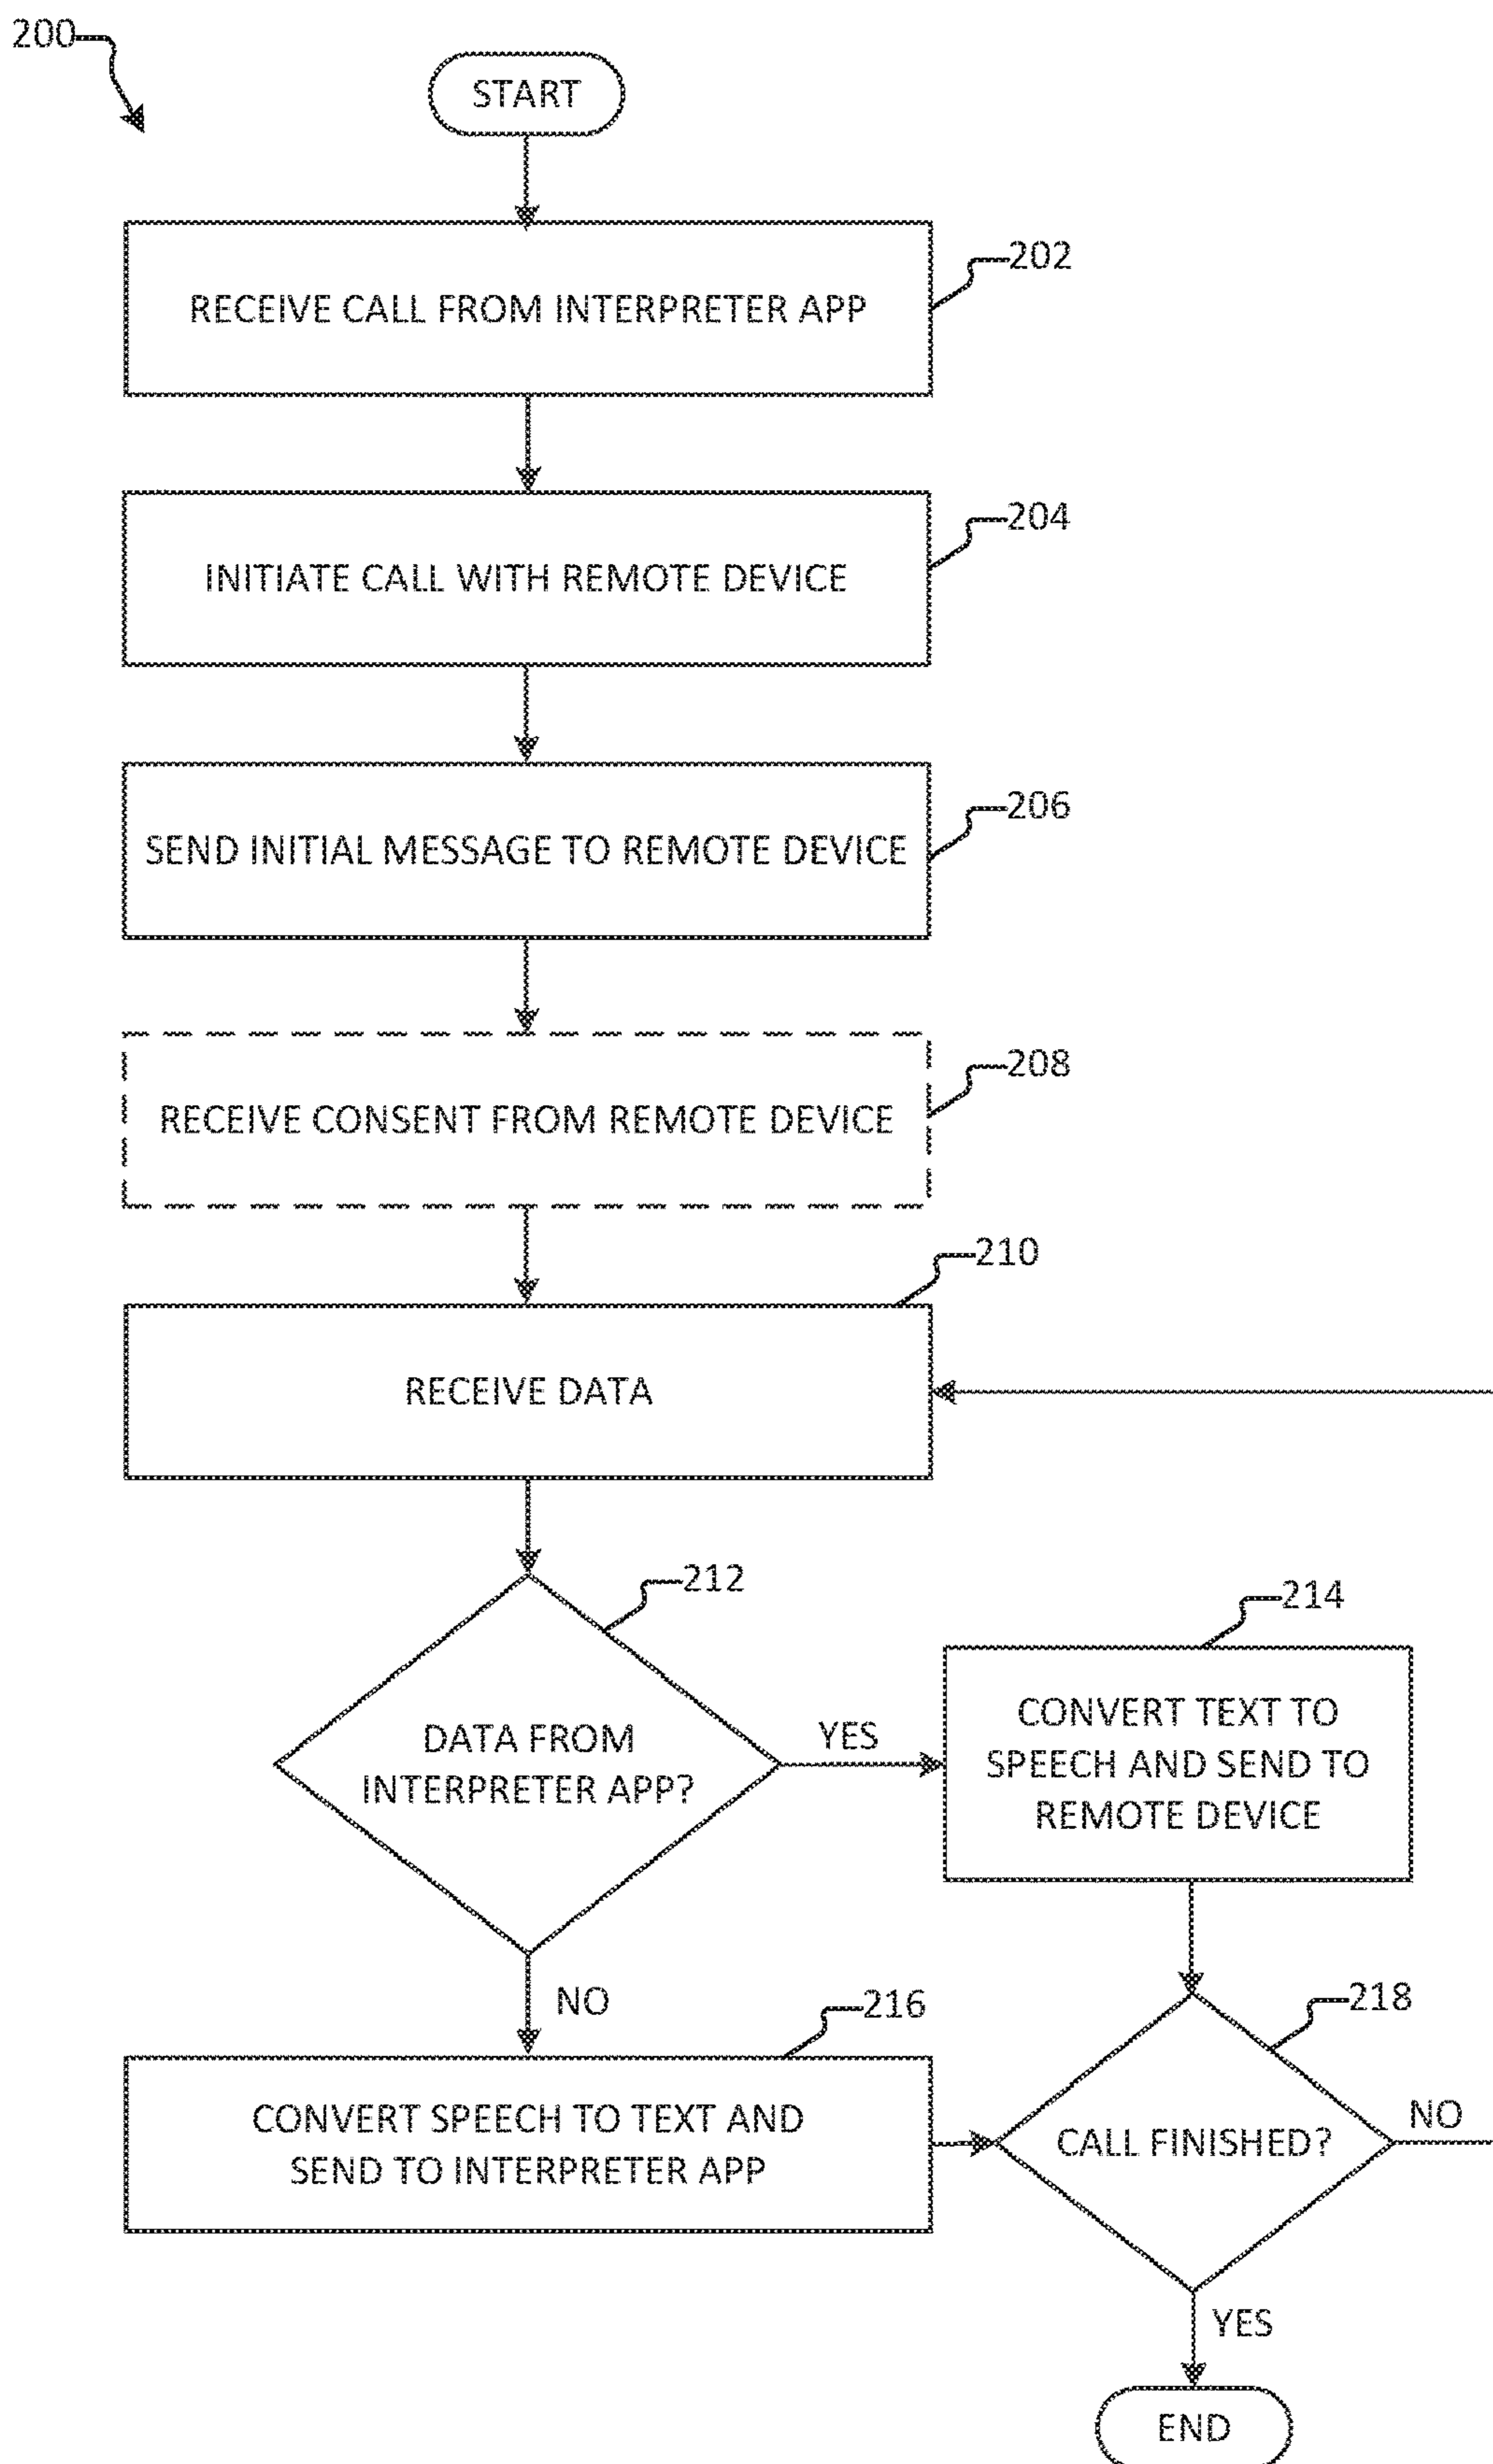 200
START
RECEIVE CALL FROM INTERPRETER APP
202
INITIATE CALL WITH REMOTE DEVICE
204
SEND INITIAL MESSAGE TO REMOTE DEVICE
206
RECEIVE CONSENT FROM REMOTE DEVICE
208
210
RECEIVE DATA
212
DATA FROM
INTERPRETER APP?
YES
214
CONVERT TEXT TO
SPEECH AND SEND TO
REMOTE DEVICE
NO
216
CONVERT SPEECH TO TEXT AND
SEND TO INTERPRETER APP
218
CALL FINISHED?
NO
YES
END